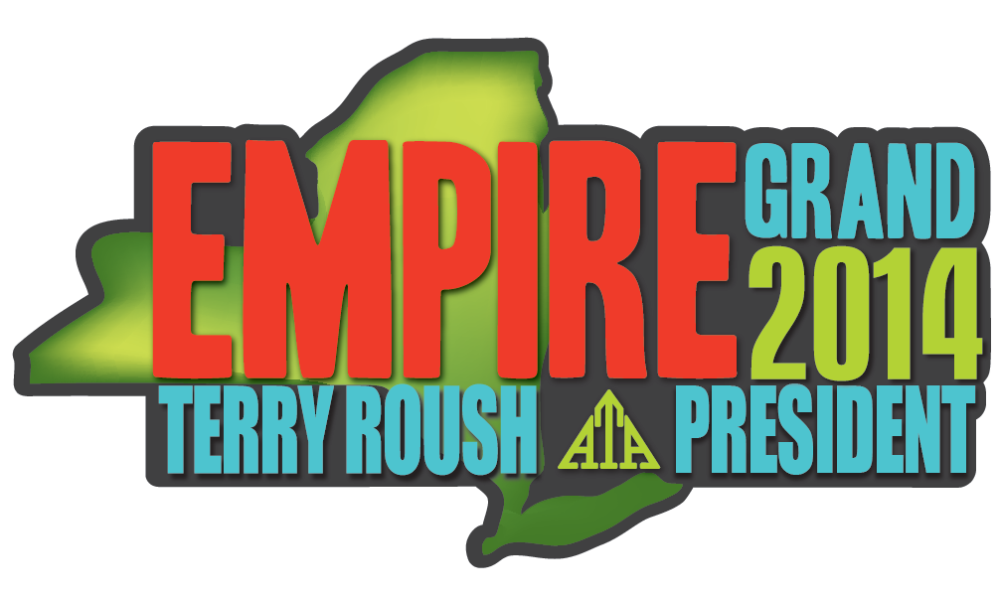 EMPIRE GRAND
2014
TERRY ROUSH ATA PRESIDENT